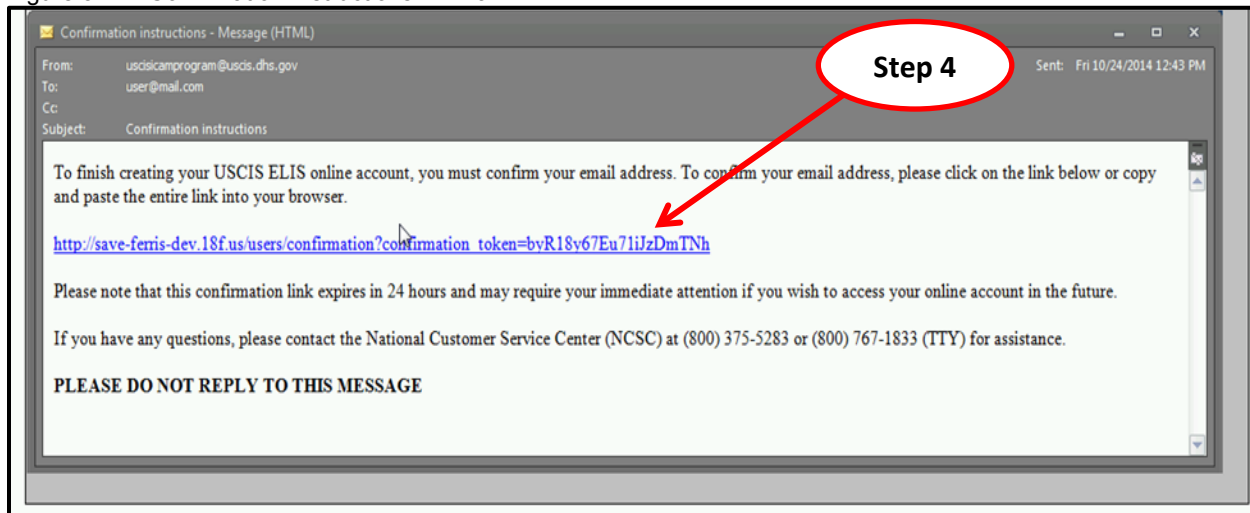 Confirmation instructions - Message (HTML)
From: uscisicamprogram@uscis.dhs.gov
Sent: Fri 10/24/2014 12:43 PM
To: user@mail.com
Cc:
Subject: Confirmation instructions
Step 4
To finish creating your USCIS ELIS online account, you must confirm your email address. To confirm your email address, please click on the link below or copy
and paste the entire link into your browser.
http://save-ferris-dev.18f.us/users/confirmation?confirmation_token=byR18y67Eu71iJzDmTNh
Please note that this confirmation link expires in 24 hours and may require your immediate attention if you wish to access your online account in the future.
If you have any questions, please contact the National Customer Service Center (NCSC) at (800) 375-5283 or (800) 767-1833 (TTY) for assistance.
PLEASE DO NOT REPLY TO THIS MESSAGE